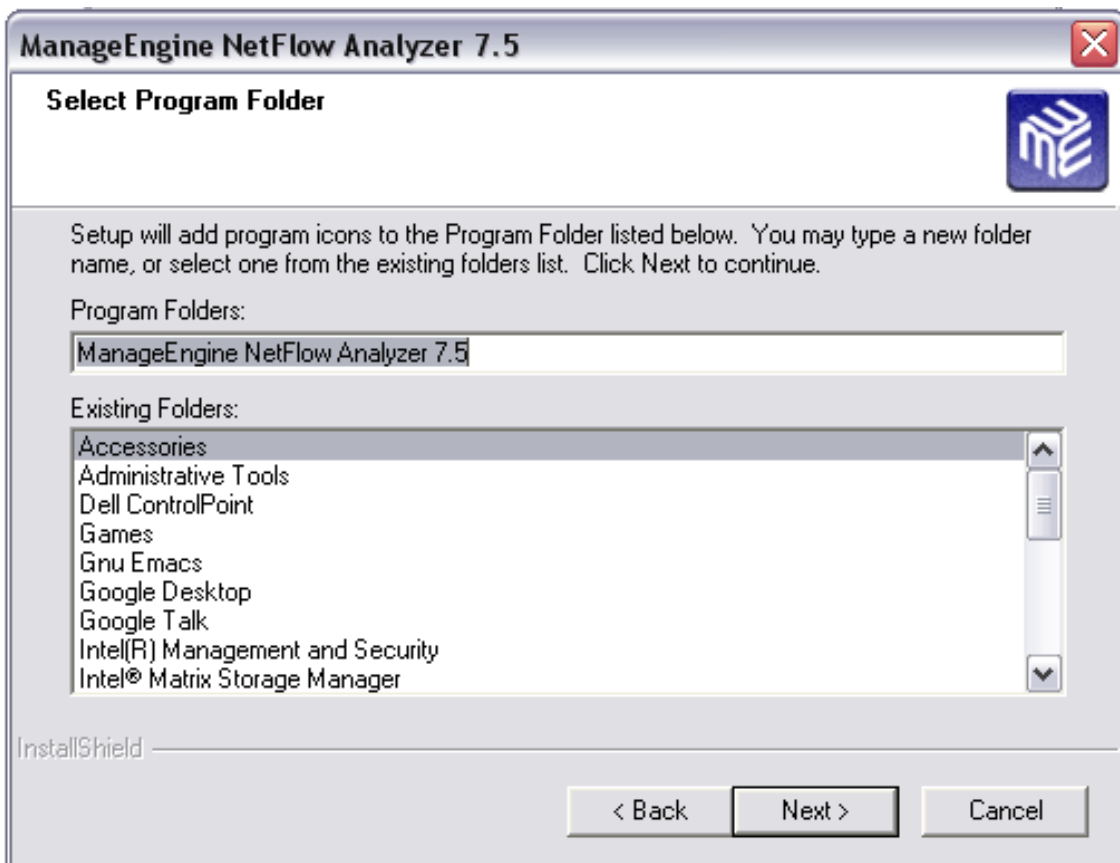 ManageEngine NetFlow Analyzer 7.5
Select Program Folder
Setup will add program icons to the Program Folder listed below.  You may type a new folder
name, or select one from the existing folders list.  Click Next to continue.
Program Folders:
ManageEngine NetFlow Analyzer 7.5
Existing Folders:
Accessories
Administrative Tools
Dell ControlPoint
Games
Gnu Emacs
Google Desktop
Google Talk
Intel(R) Management and Security
Intel® Matrix Storage Manager
InstallShield
< Back
Next >
Cancel